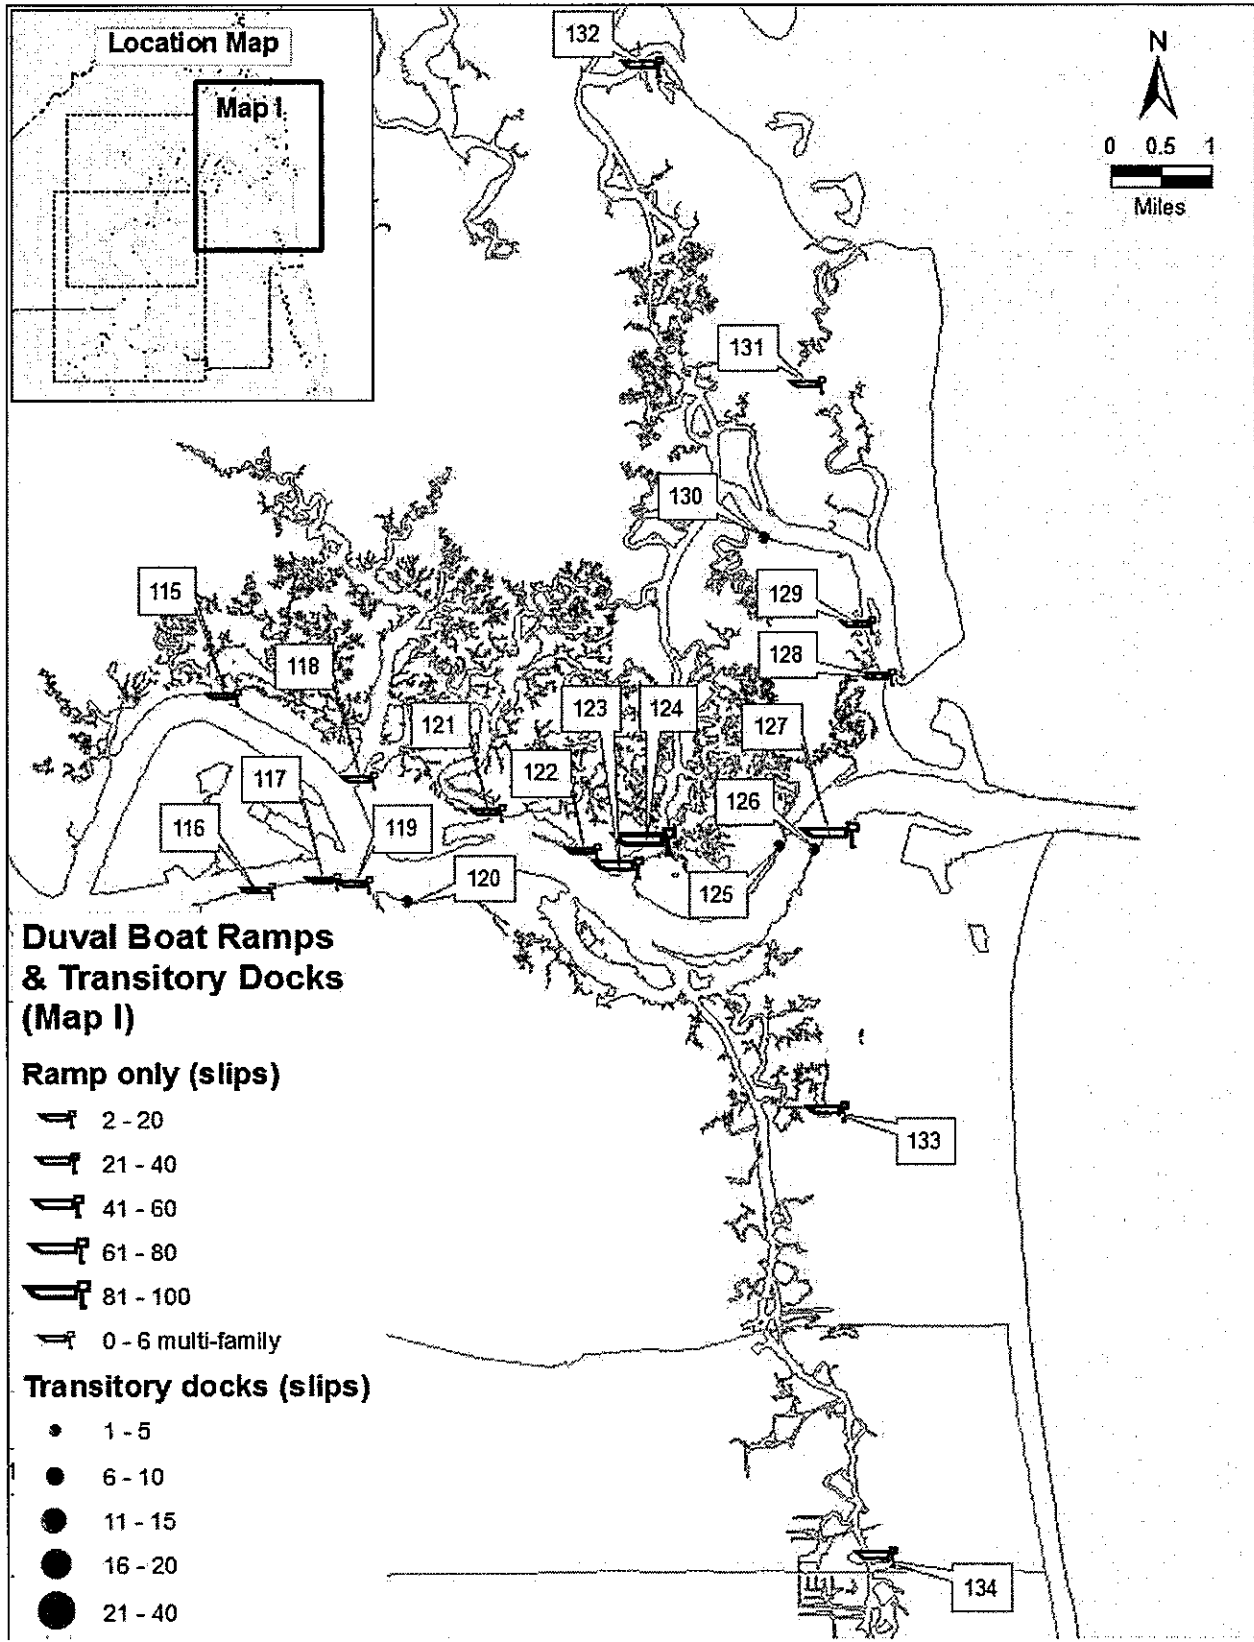 Location Map
Map I
132
N
0 0.5 1
Miles
131
130
129
128
115
118
121
123
124
127
122
117
126
116
119
120
125
Duval Boat Ramps
& Transitory Docks
(Map I)
Ramp only (slips)
2 - 20
21 - 40
41 - 60
61 - 80
81 - 100
0 - 6 multi-family
Transitory docks (slips)
1 - 5
6 - 10
11 - 15
16 - 20
21 - 40
133
134